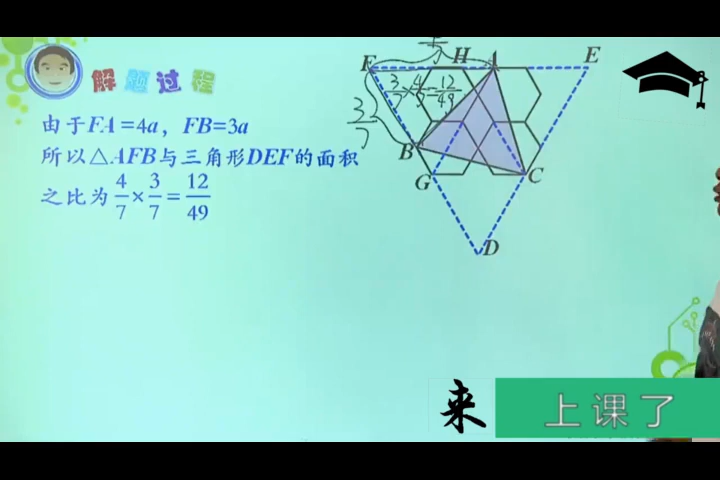 解题过程
由于FA=4a，FB=3a
所以△AFB与三角形DEF的面积
之比为 4/7 × 3/7 = 12/49
F
H
A
E
3/7 × 4/7 = 12/49
3/7
B
G
C
D
来 上课了